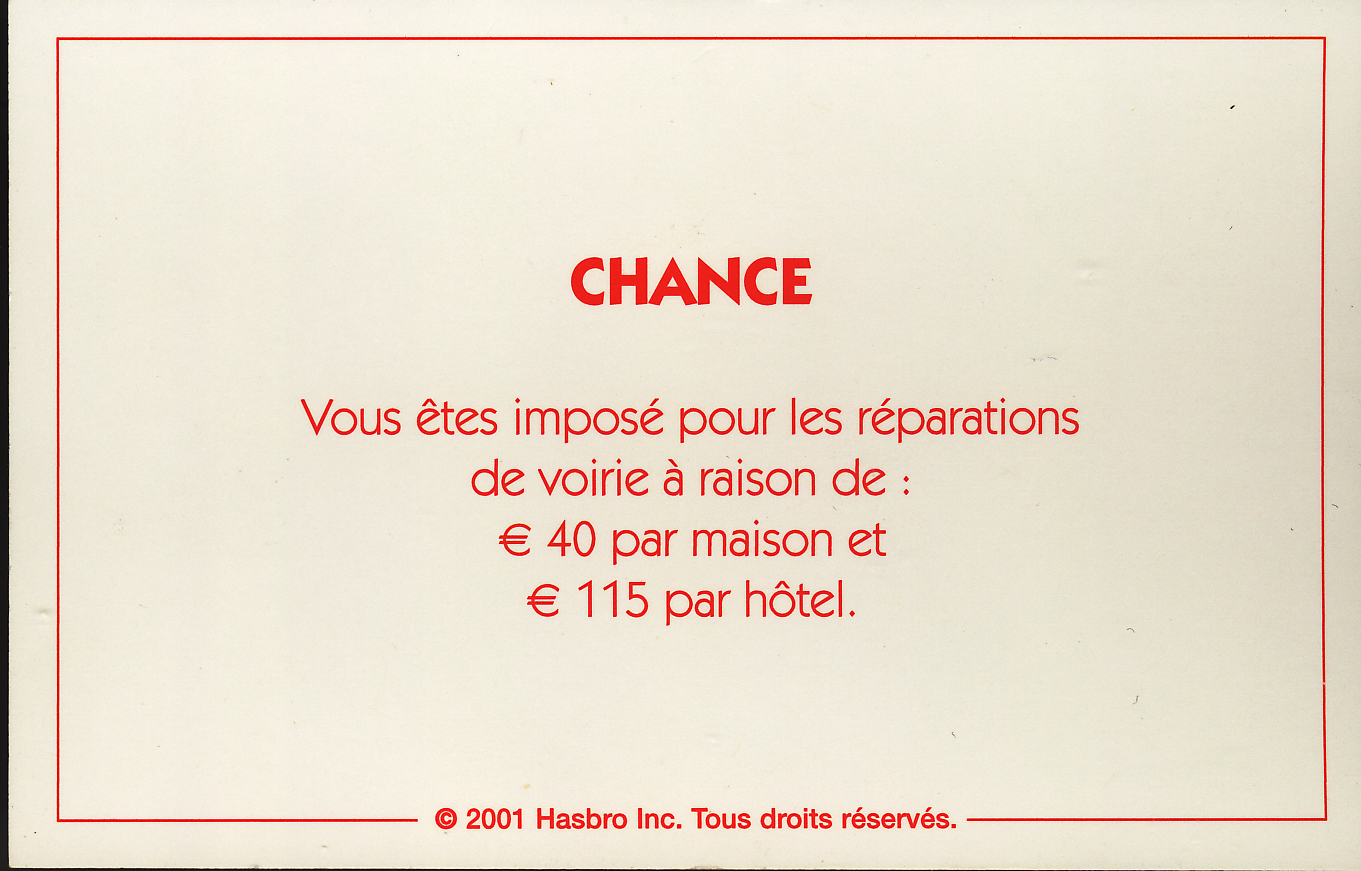 CHANCE
Vous êtes imposé pour les réparations
de voirie à raison de :
€ 40 par maison et
€ 115 par hôtel.
© 2001 Hasbro Inc. Tous droits réservés.